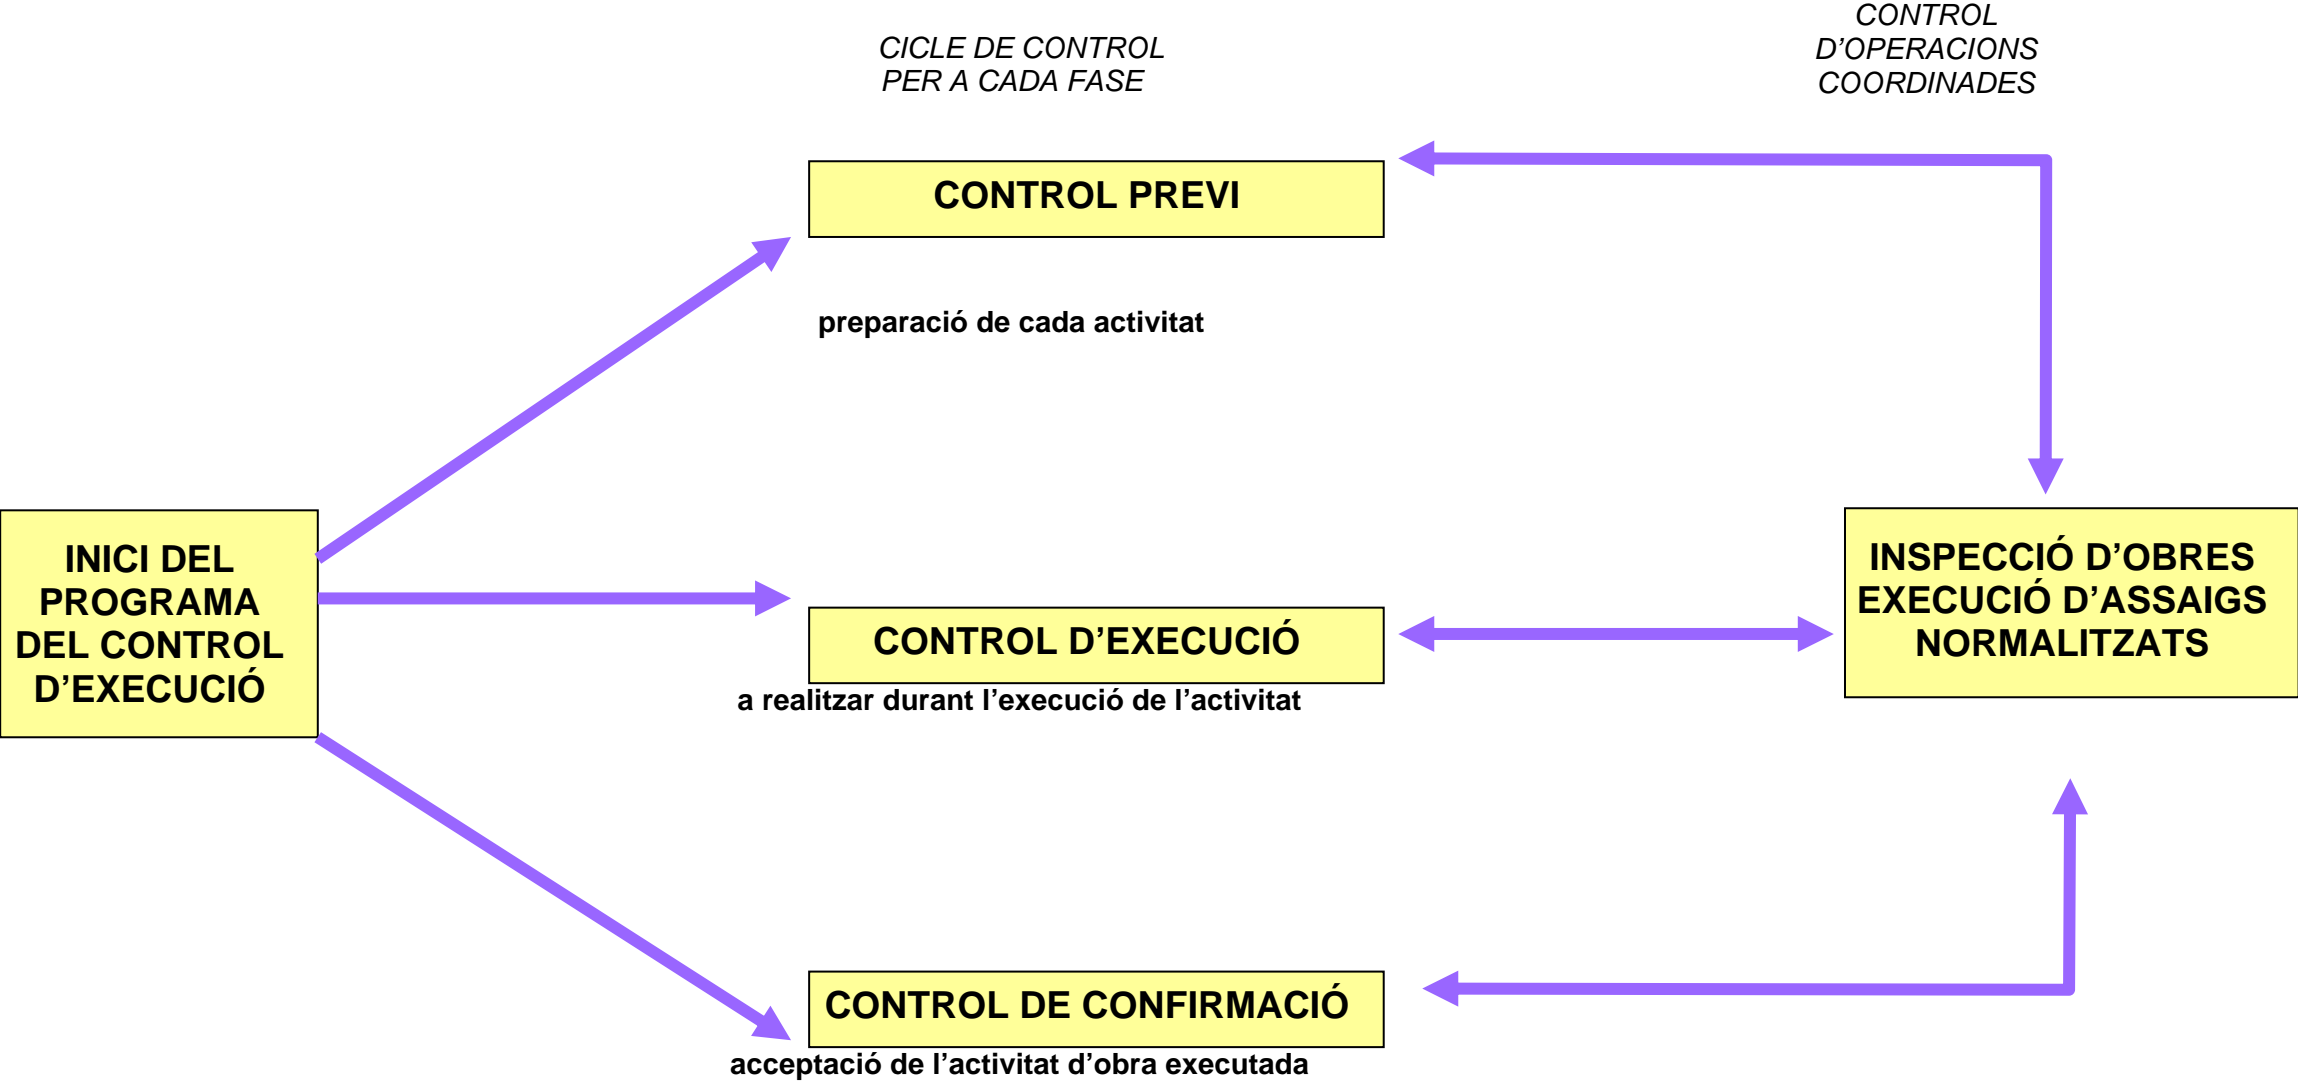 CICLE DE CONTROL
PER A CADA FASE
CONTROL
D’OPERACIONS
COORDINADES
CONTROL PREVI
preparació de cada activitat
INICI DEL
PROGRAMA
DEL CONTROL
D’EXECUCIÓ
CONTROL D’EXECUCIÓ
a realitzar durant l’execució de l’activitat
INSPECCIÓ D’OBRES
EXECUCIÓ D’ASSAIGS
NORMALITZATS
CONTROL DE CONFIRMACIÓ
acceptació de l’activitat d’obra executada